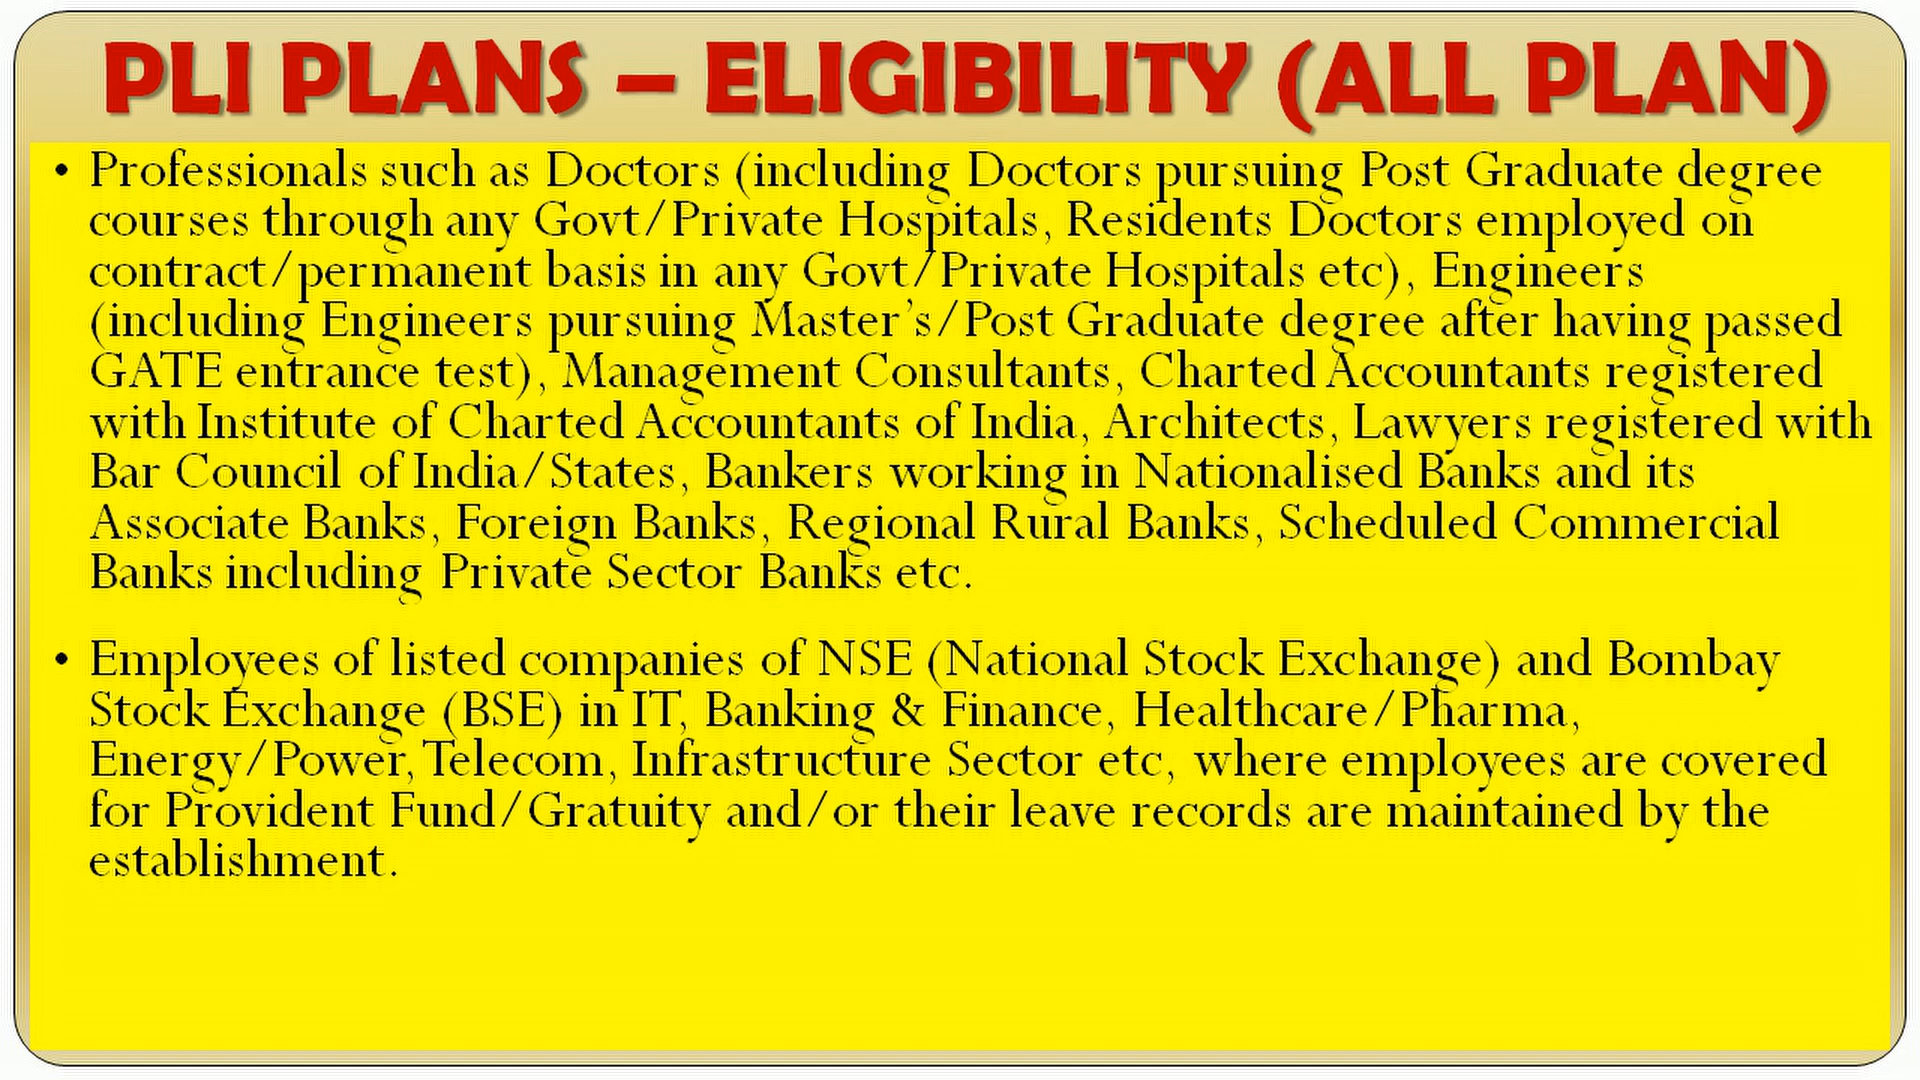 PLI PLANS – ELIGIBILITY (ALL PLAN)
• Professionals such as Doctors (including Doctors pursuing Post Graduate degree
courses through any Govt/Private Hospitals, Residents Doctors employed on
contract/permanent basis in any Govt/Private Hospitals etc), Engineers
(including Engineers pursuing Master’s/Post Graduate degree after having passed
GATE entrance test), Management Consultants, Charted Accountants registered
with Institute of Charted Accountants of India, Architects, Lawyers registered with
Bar Council of India/States, Bankers working in Nationalised Banks and its
Associate Banks, Foreign Banks, Regional Rural Banks, Scheduled Commercial
Banks including Private Sector Banks etc.
• Employees of listed companies of NSE (National Stock Exchange) and Bombay
Stock Exchange (BSE) in IT, Banking & Finance, Healthcare/Pharma,
Energy/Power, Telecom, Infrastructure Sector etc, where employees are covered
for Provident Fund/Gratuity and/or their leave records are maintained by the
establishment.